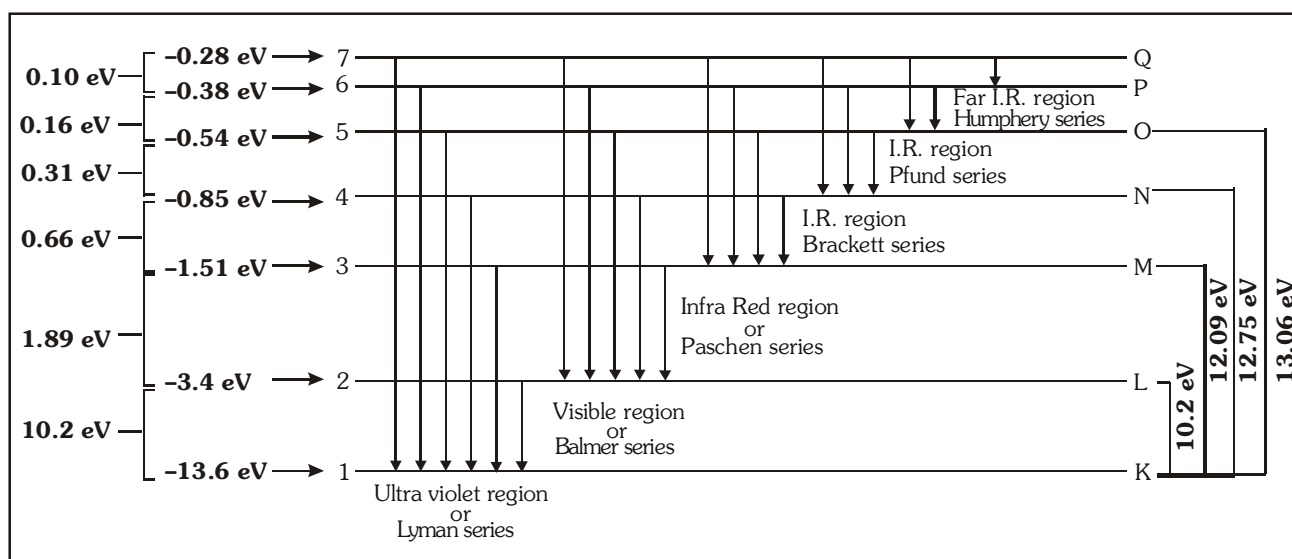 –0.28 eV 7 Q
0.10 eV
–0.38 eV 6 P
Far I.R. region
Humphery series
0.16 eV
–0.54 eV 5 O
I.R. region
Pfund series
0.31 eV
–0.85 eV 4 N
I.R. region
Brackett series
0.66 eV
–1.51 eV 3 M
Infra Red region
or
Paschen series
1.89 eV
–3.4 eV 2 L
Visible region
or
Balmer series
10.2 eV
–13.6 eV 1 K
Ultra violet region
or
Lyman series
10.2 eV
12.09 eV
12.75 eV
13.06 eV